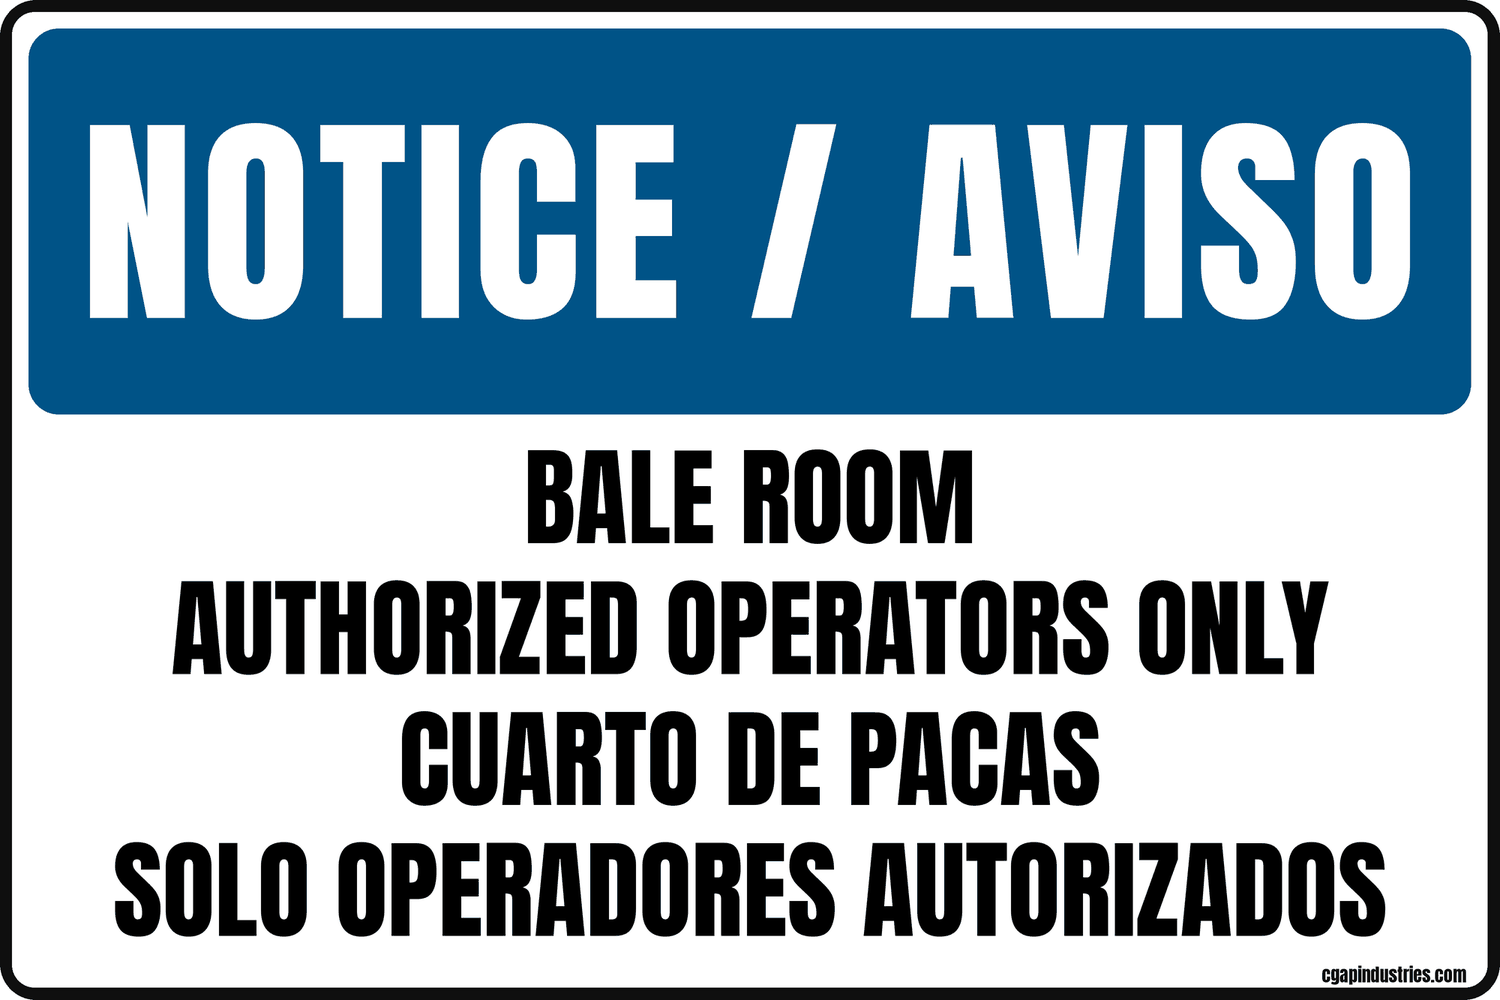 NOTICE / AVISO
BALE ROOM
AUTHORIZED OPERATORS ONLY
CUARTO DE PACAS
SOLO OPERADORES AUTORIZADOS
cgapindustries.com